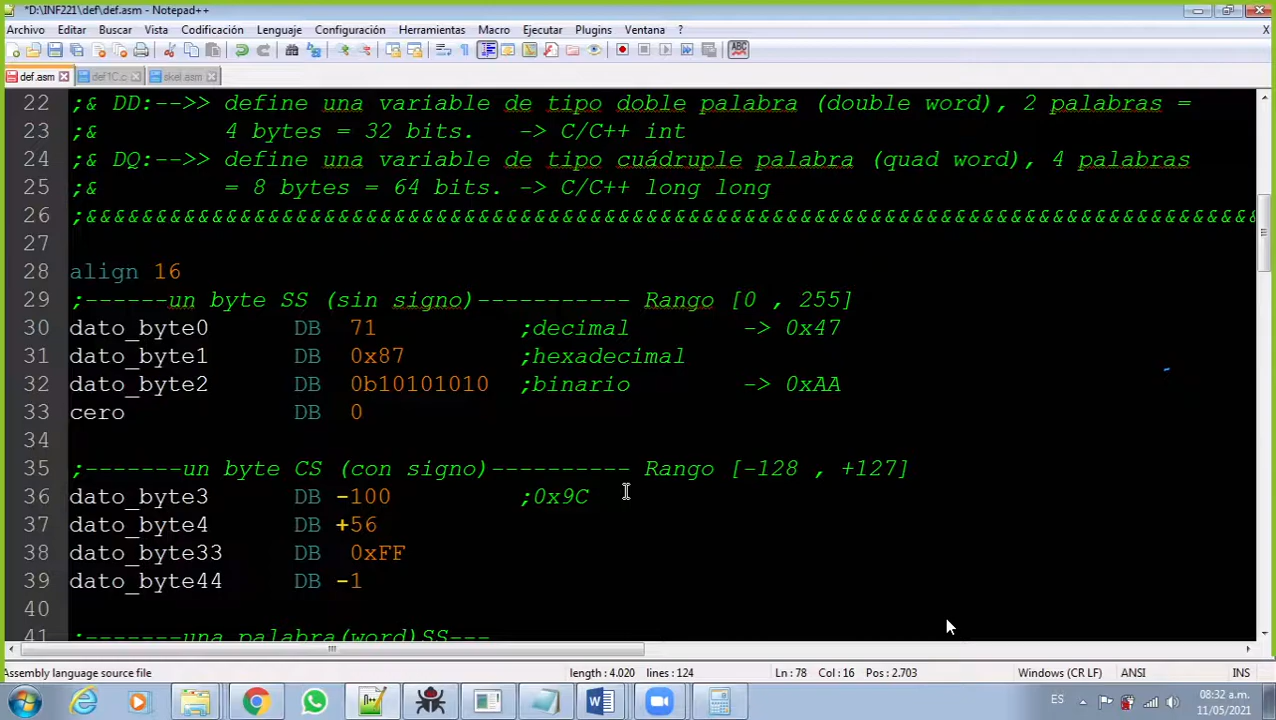 *D:\INF221\def\def.asm - Notepad++
Archivo Editar Buscar Vista Codificación Lenguaje Configuración Herramientas Macro Ejecutar Plugins Ventana ? X
ABC
def.asm def1C.c skel.asm
22 ;& DD:-->> define una variable de tipo doble palabra (double word), 2 palabras =
23 ;& 4 bytes = 32 bits. -> C/C++ int
24 ;& DQ:-->> define una variable de tipo cuádruple palabra (quad word), 4 palabras
25 ;& = 8 bytes = 64 bits. -> C/C++ long long
26 ;&&&&&&&&&&&&&&&&&&&&&&&&&&&&&&&&&&&&&&&&&&&&&&&&&&&&&&&&&&&&&&&&&&&&&&&&&&&&&&&&&&&&
27
28 align 16
29 ;------un byte SS (sin signo)----------- Rango [0 , 255]
30 dato_byte0 DB 71 ;decimal -> 0x47
31 dato_byte1 DB 0x87 ;hexadecimal
32 dato_byte2 DB 0b10101010 ;binario -> 0xAA
33 cero DB 0
34
35 ;-------un byte CS (con signo)---------- Rango [-128 , +127]
36 dato_byte3 DB -100 ;0x9C
37 dato_byte4 DB +56
38 dato_byte33 DB 0xFF
39 dato_byte44 DB -1
40
41 ;-------una palabra(word)SS---
Assembly language source file length : 4.020 lines : 124 Ln : 78 Col : 16 Pos : 2.703 Windows (CR LF) ANSI INS
ES 08:32 a.m.
11/05/2021